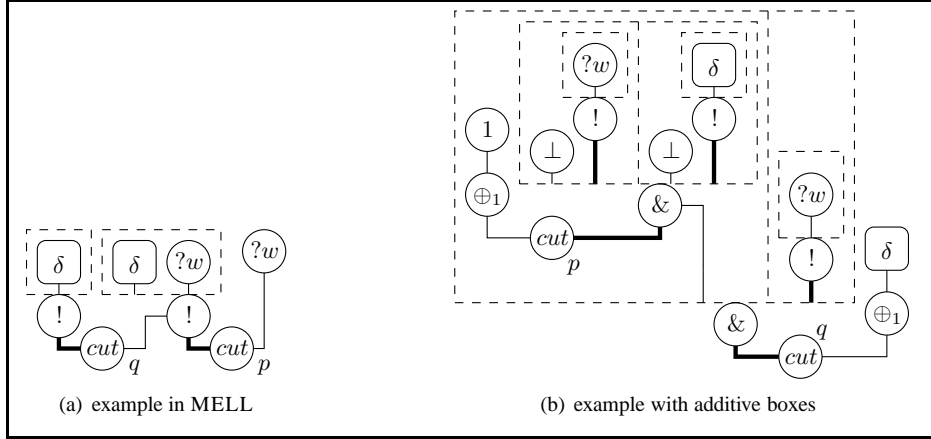 ?w δ
1 ! !
⊥ ⊥
⊕₁ & ?w
δ δ ?w ?w cut p ! δ
! ! & q ⊕₁
cut q cut p cut
(a) example in MELL (b) example with additive boxes